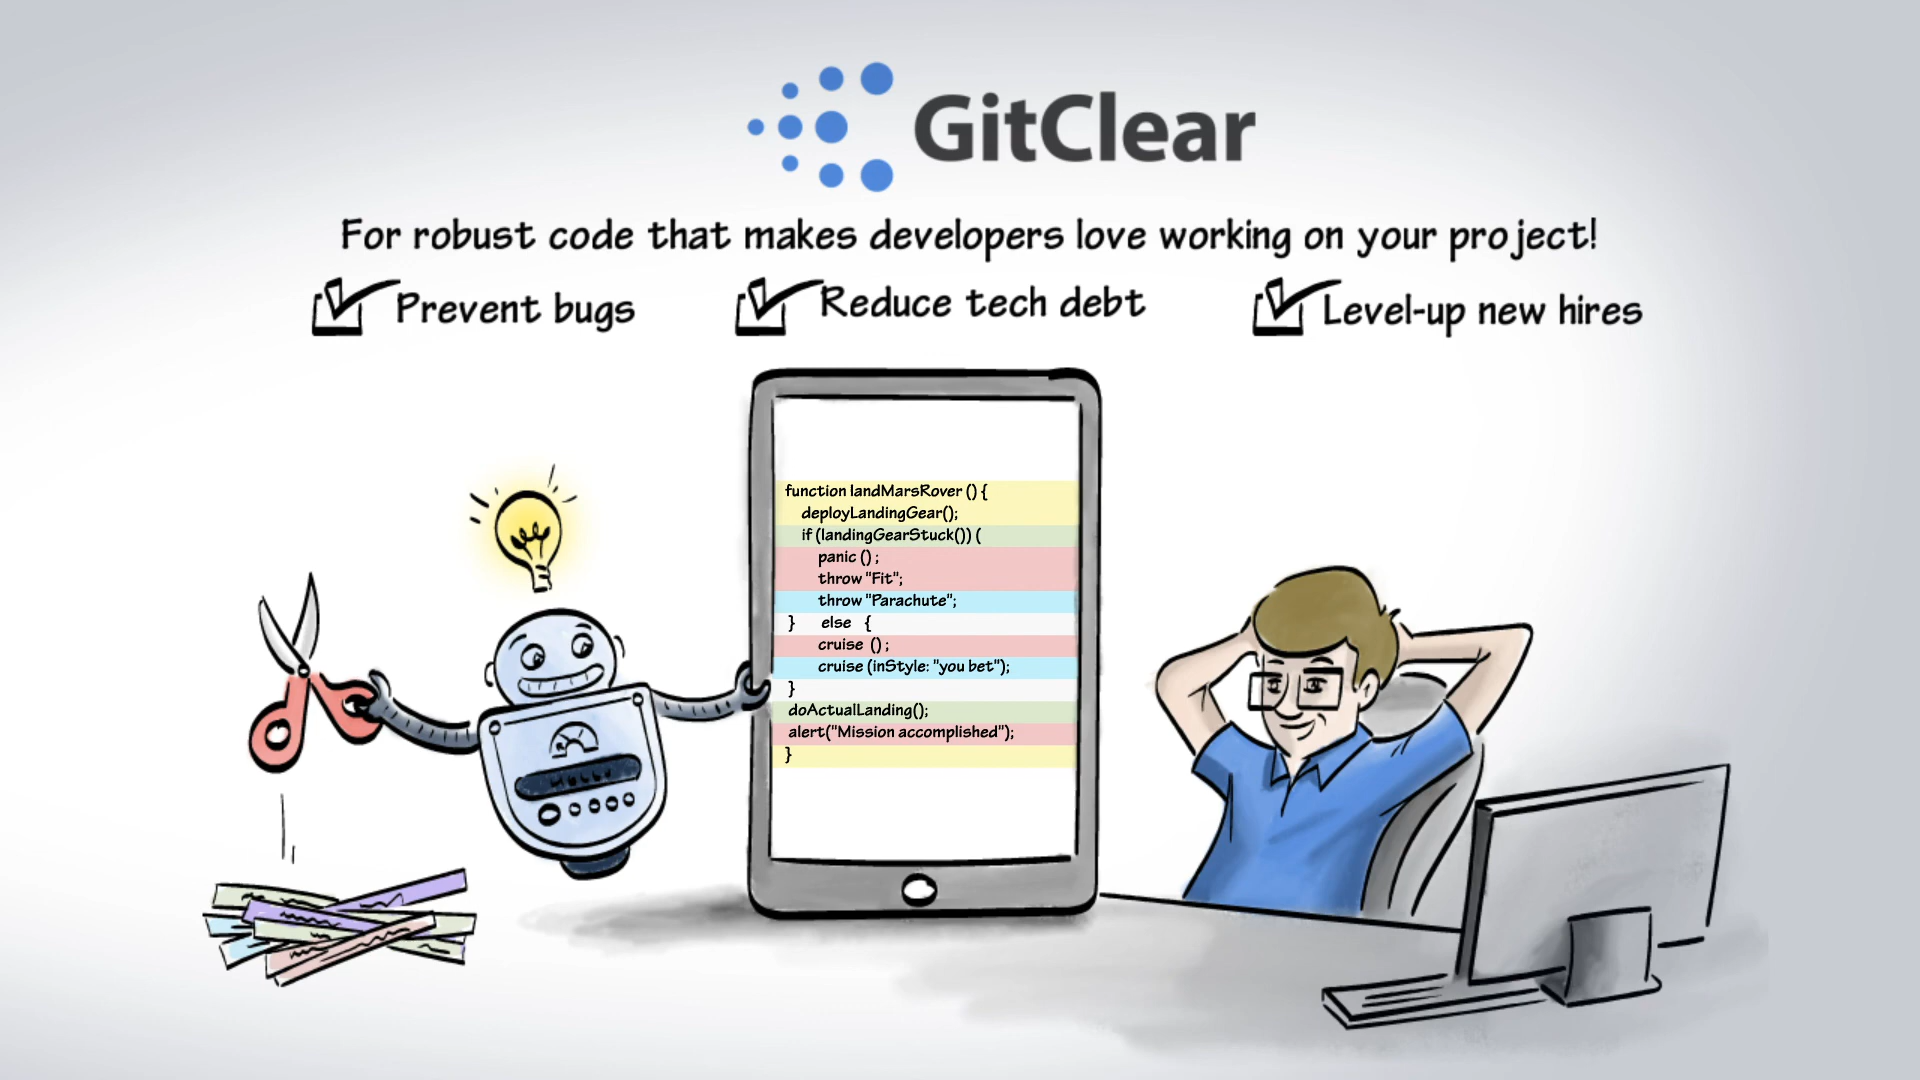 GitClear
For robust code that makes developers love working on your project!
Prevent bugs
Reduce tech debt
Level-up new hires
function landMarsRover () {
deployLandingGear();
if (landingGearStuck()) (
panic () ;
throw "Fit";
throw "Parachute";
} else {
cruise () ;
cruise (inStyle: "you bet");
}
doActualLanding();
alert("Mission accomplished");
}